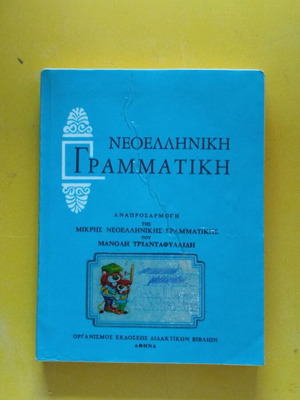 ΝΕΟΕΛΛΗΝΙΚΗ
ΓΡΑΜΜΑΤΙΚΗ
ΑΝΑΠΡΟΣΑΡΜΟΓΗ
ΤΗΣ
ΜΙΚΡΗΣ ΝΕΟΕΛΛΗΝΙΚΗΣ ΓΡΑΜΜΑΤΙΚΗΣ
ΤΟΥ
ΜΑΝΟΛΗ ΤΡΙΑΝΤΑΦΥΛΛΙΔΗ
ΟΡΓΑΝΙΣΜΟΣ ΕΚΔΟΣΕΩΣ ΔΙΔΑΚΤΙΚΩΝ ΒΙΒΛΙΩΝ
ΑΘΗΝΑ